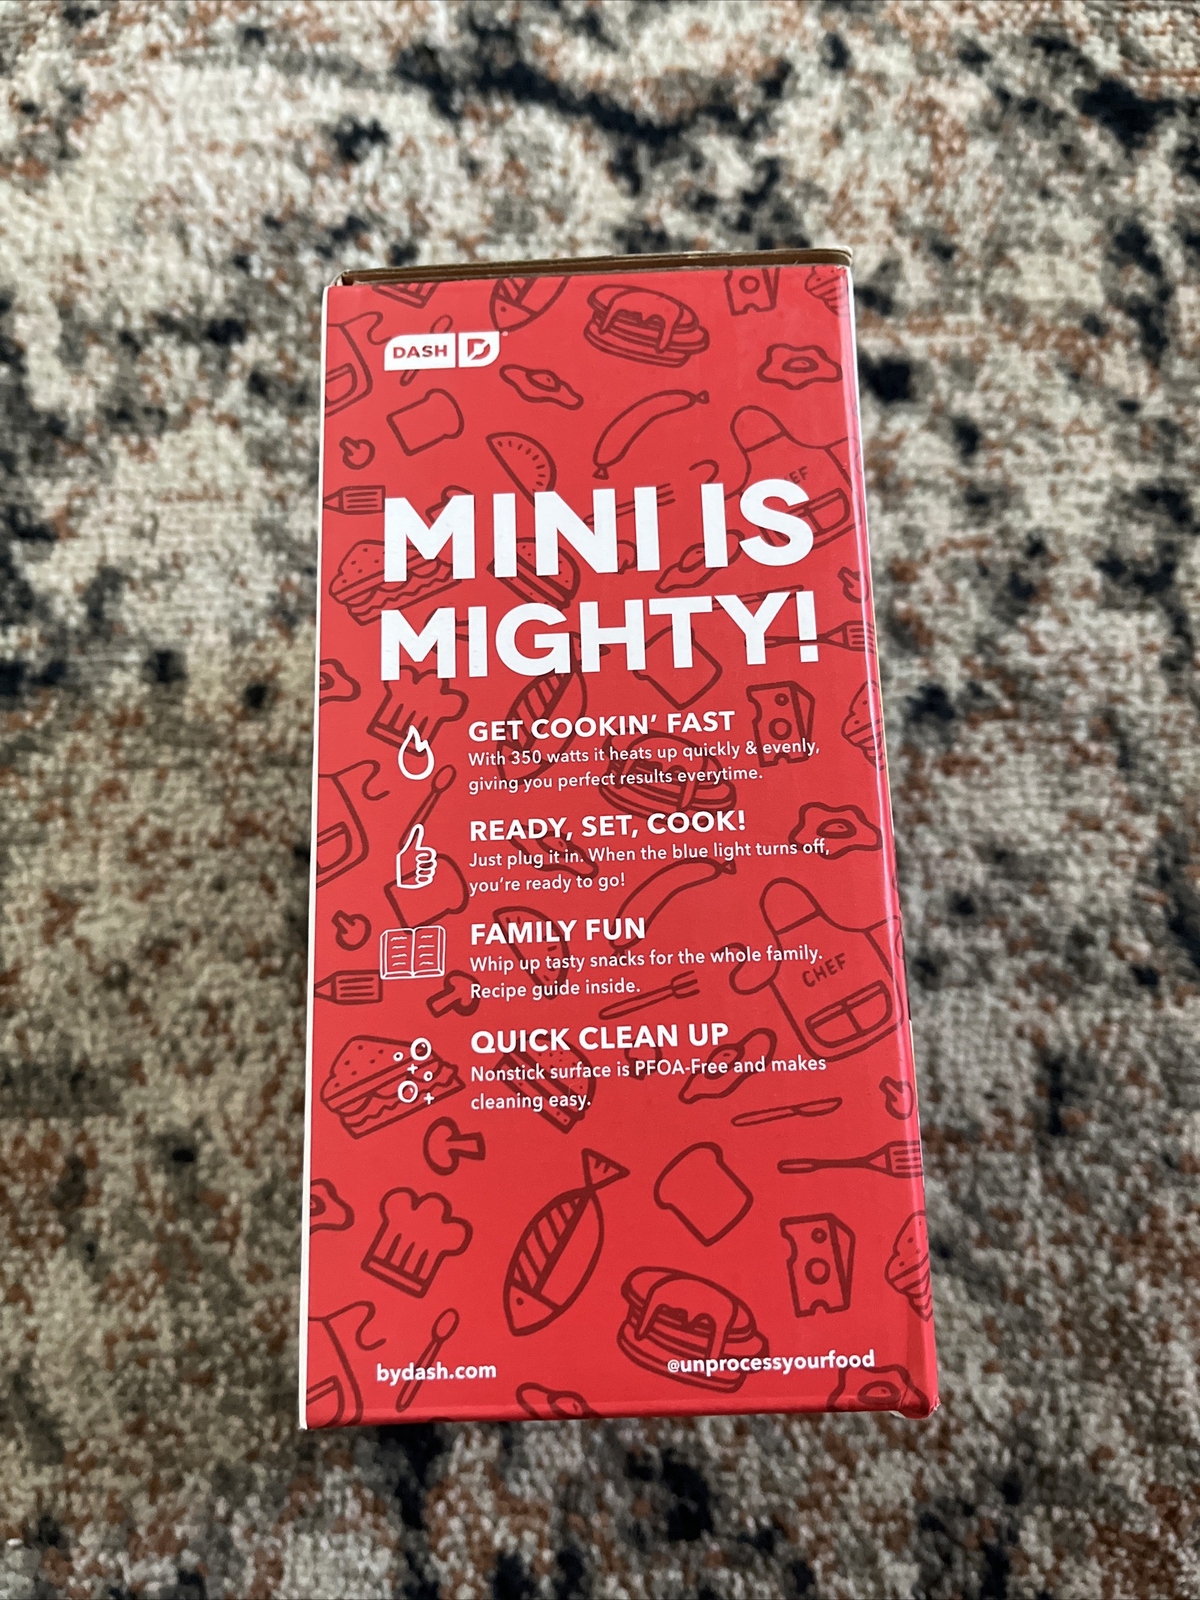 DASH
MINI IS
MIGHTY!
GET COOKIN' FAST
With 350 watts it heats up quickly & evenly,
giving you perfect results everytime.
READY, SET, COOK!
Just plug it in. When the blue light turns off,
you're ready to go!
FAMILY FUN
Whip up tasty snacks for the whole family.
Recipe guide inside.
QUICK CLEAN UP
Nonstick surface is PFOA-Free and makes
cleaning easy.
CHEF
bydash.com
@unprocessyourfood